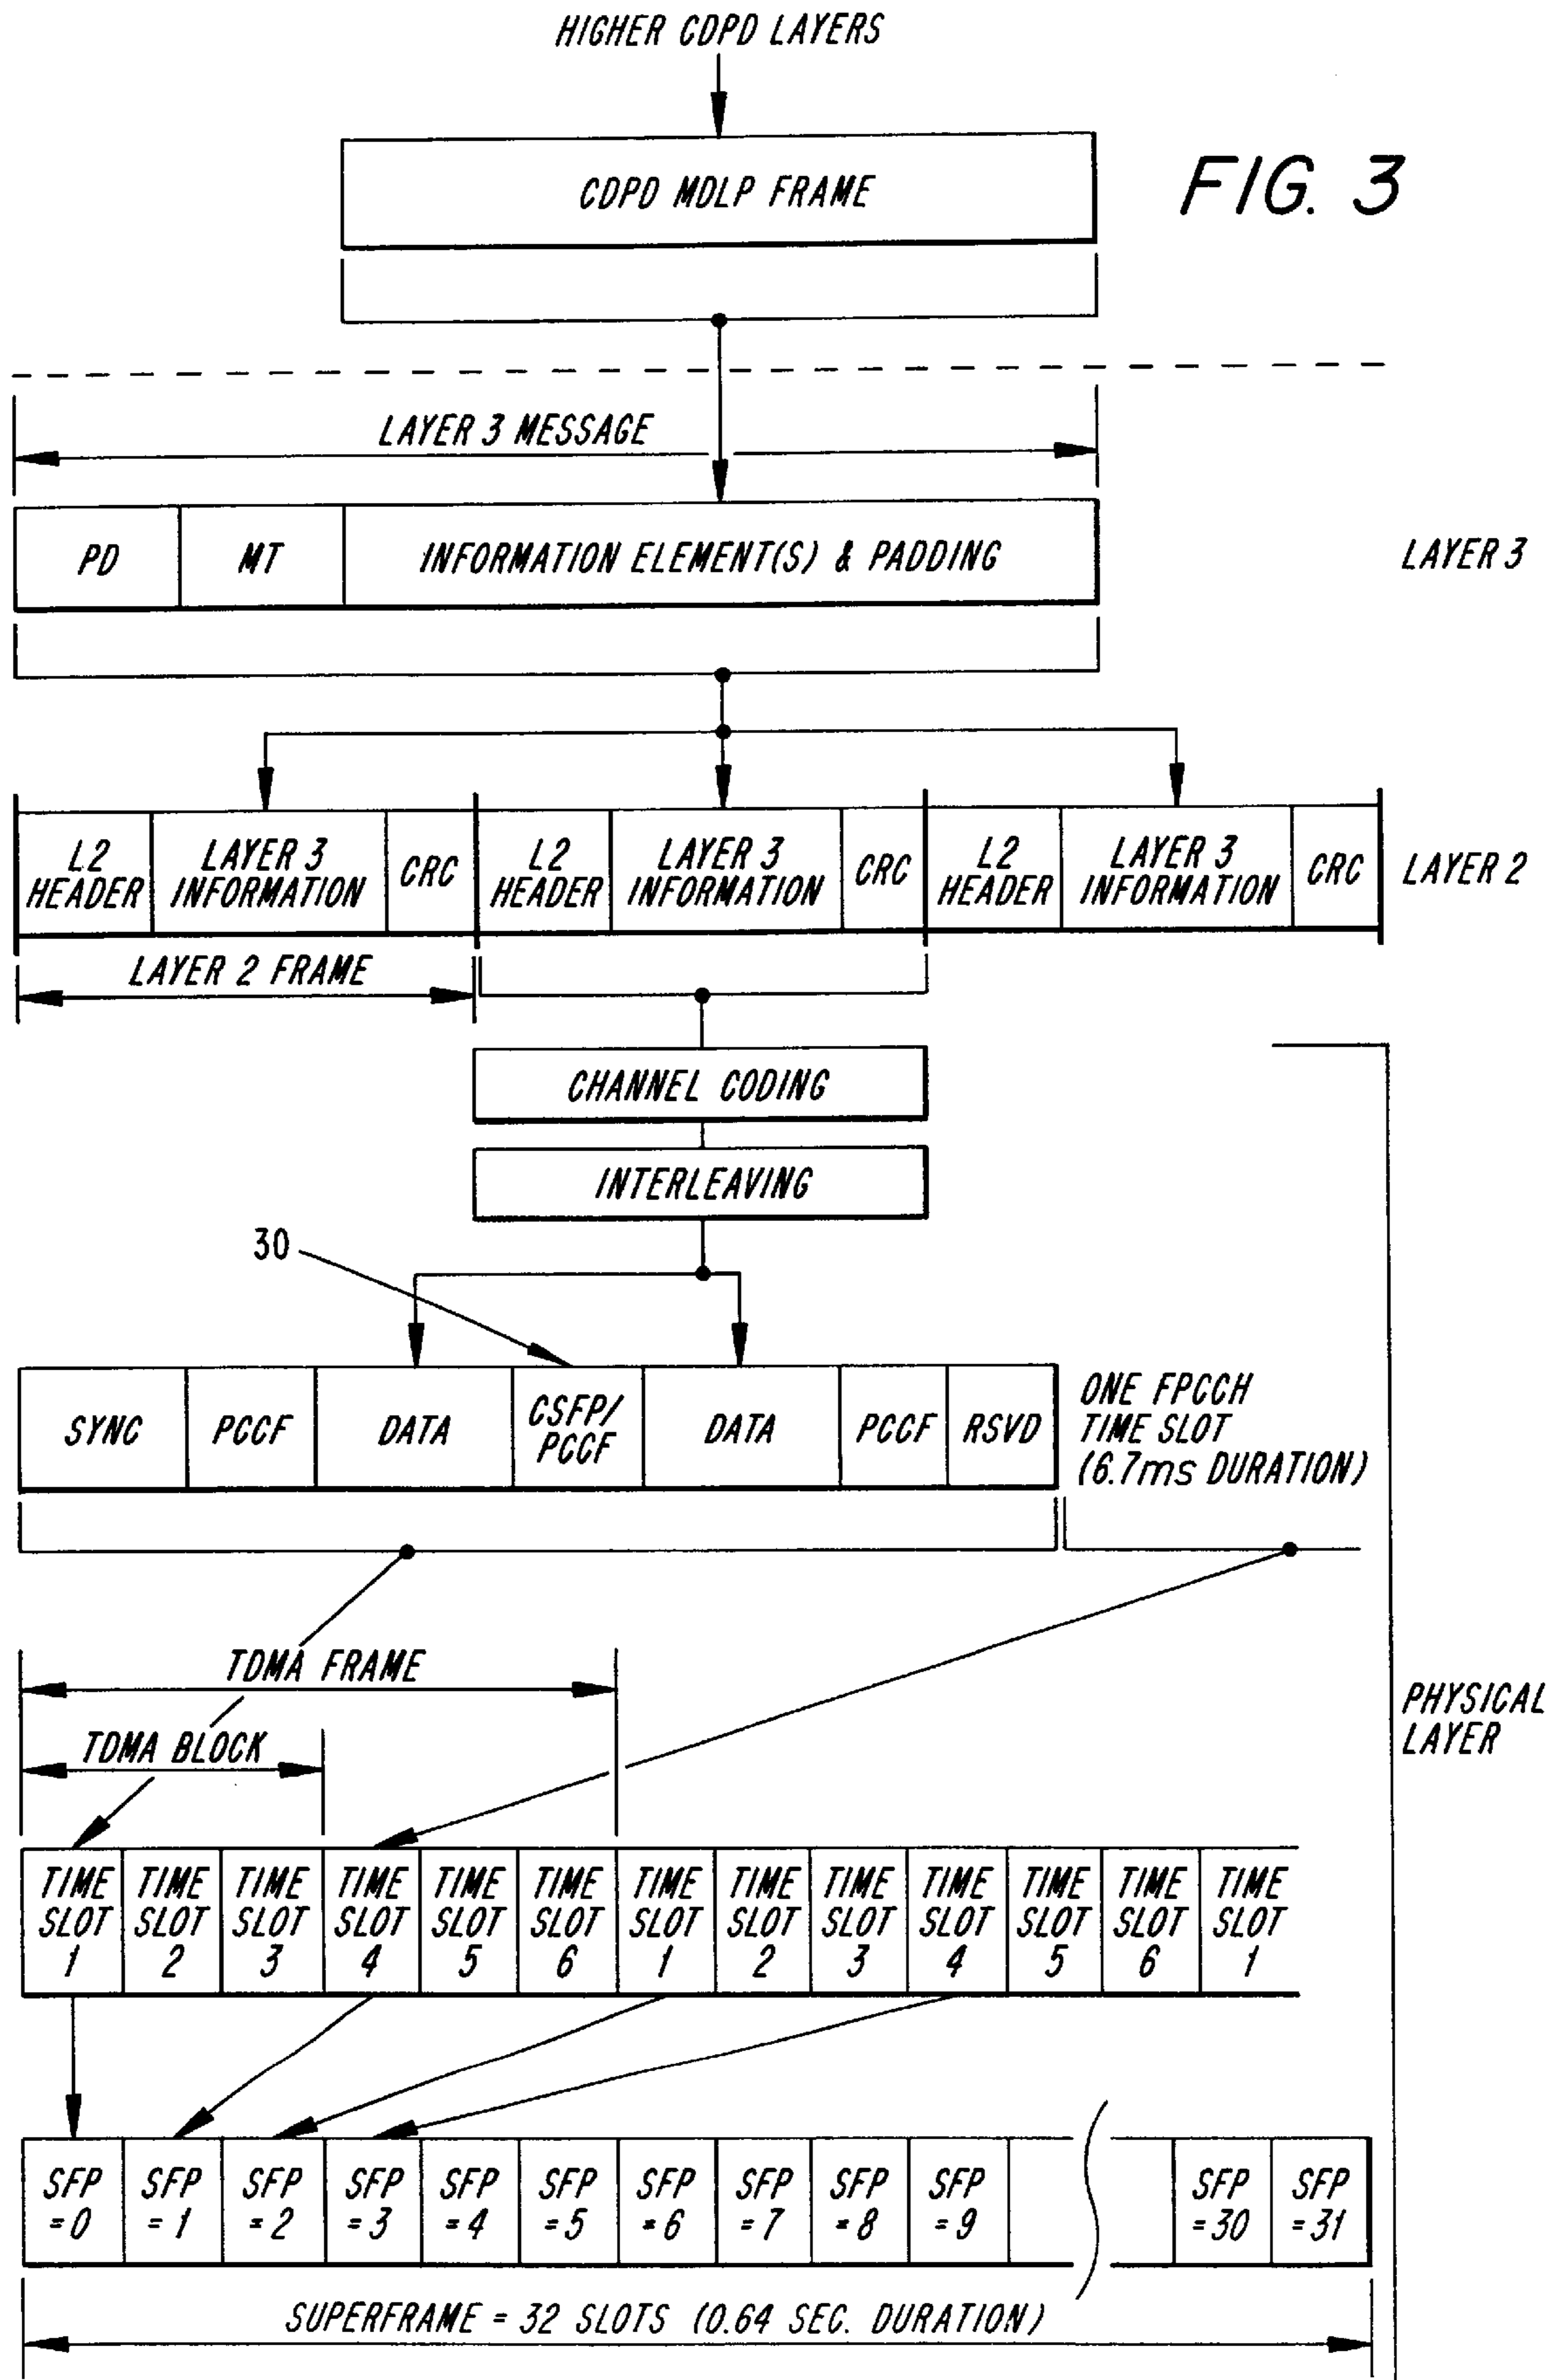 HIGHER CDPD LAYERS
CDPD MDLP FRAME
FIG. 3
LAYER 3 MESSAGE
PD
MT
INFORMATION ELEMENT(S) & PADDING
LAYER 3
L2
HEADER
LAYER 3
INFORMATION
CRC
L2
HEADER
LAYER 3
INFORMATION
CRC
L2
HEADER
LAYER 3
INFORMATION
CRC
LAYER 2
LAYER 2 FRAME
CHANNEL CODING
INTERLEAVING
30
SYNC
PCCF
DATA
CSFP/
PCCF
DATA
PCCF
RSVD
ONE FPCCH
TIME SLOT
(6.7ms DURATION)
TDMA FRAME
TDMA BLOCK
PHYSICAL
LAYER
TIME
SLOT
1
TIME
SLOT
2
TIME
SLOT
3
TIME
SLOT
4
TIME
SLOT
5
TIME
SLOT
6
TIME
SLOT
1
TIME
SLOT
2
TIME
SLOT
3
TIME
SLOT
4
TIME
SLOT
5
TIME
SLOT
6
TIME
SLOT
1
SFP
=0
SFP
=1
SFP
=2
SFP
=3
SFP
=4
SFP
=5
SFP
=6
SFP
=7
SFP
=8
SFP
=9
SFP
=30
SFP
=31
SUPERFRAME = 32 SLOTS (0.64 SEC. DURATION)